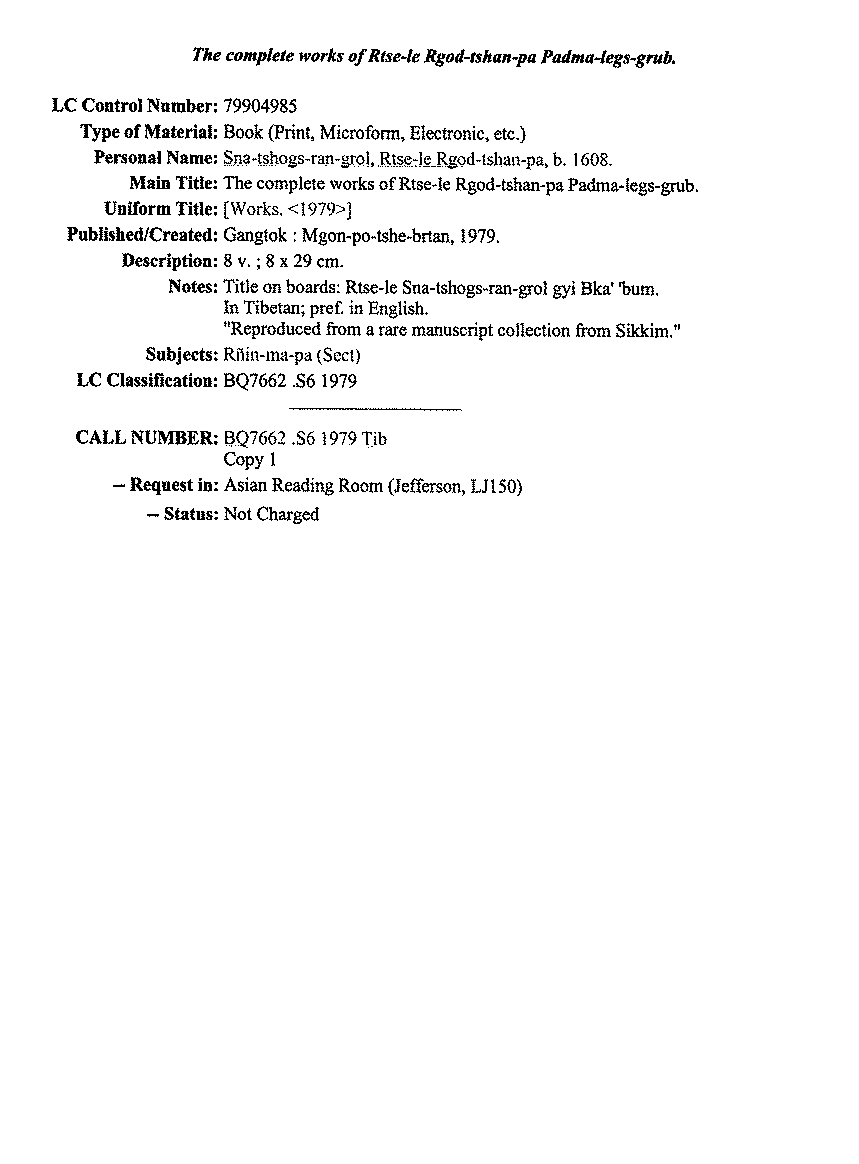 The complete works of Rtse-le Rgod-tshan-pa Padma-legs-grub.
LC Control Number: 79904985
Type of Material: Book (Print, Microform, Electronic, etc.)
Personal Name: Sna-tshogs-ran-grol, Rtse-le Rgod-tshan-pa, b. 1608.
Main Title: The complete works of Rtse-le Rgod-tshan-pa Padma-legs-grub.
Uniform Title: [Works. <1979>]
Published/Created: Gangtok : Mgon-po-tshe-brtan, 1979.
Description: 8 v. ; 8 x 29 cm.
Notes: Title on boards: Rtse-le Sna-tshogs-ran-grol gyi Bka' 'bum.
In Tibetan; pref. in English.
"Reproduced from a rare manuscript collection from Sikkim."
Subjects: Rñin-ma-pa (Sect)
LC Classification: BQ7662 .S6 1979
CALL NUMBER: BQ7662 .S6 1979 Tib
Copy 1
– Request in: Asian Reading Room (Jefferson, LJ150)
– Status: Not Charged